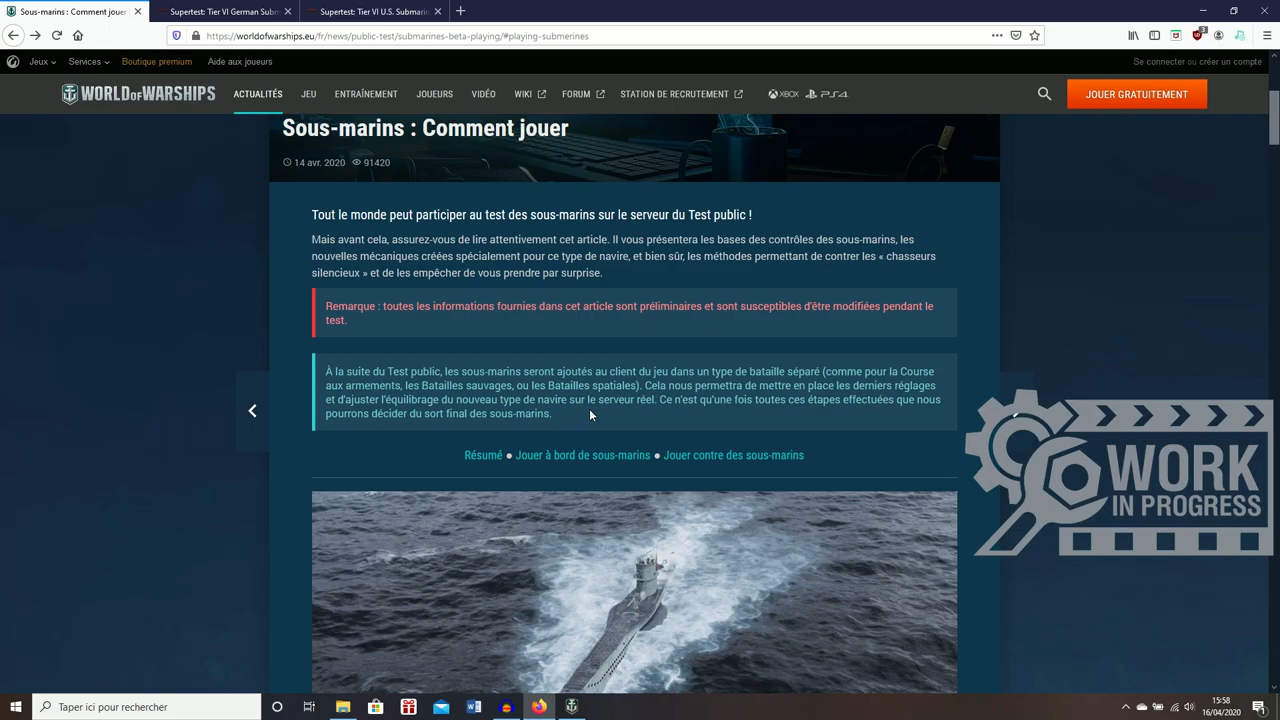 Sous-marins : Comment jouer
Supertest: Tier VI German Subm
Supertest: Tier VI U.S. Submarin
https://worldofwarships.eu/fr/news/public-test/submarines-beta-playing/#playing-submerines
Jeux
Services
Boutique premium
Aide aux joueurs
Se connecter ou créer un compte
WORLD OF WARSHIPS
ACTUALITÉS
JEU
ENTRAÎNEMENT
JOUEURS
VIDÉO
WIKI
FORUM
STATION DE RECRUTEMENT
XBOX
PS4
JOUER GRATUITEMENT
Sous-marins : Comment jouer
14 avr. 2020 91420
Tout le monde peut participer au test des sous-marins sur le serveur du Test public !
Mais avant cela, assurez-vous de lire attentivement cet article. Il vous présentera les bases des contrôles des sous-marins, les
nouvelles mécaniques créées spécialement pour ce type de navire, et bien sûr, les méthodes permettant de contrer les « chasseurs
silencieux » et de les empêcher de vous prendre par surprise.
Remarque : toutes les informations fournies dans cet article sont préliminaires et sont susceptibles d'être modifiées pendant le
test.
À la suite du Test public, les sous-marins seront ajoutés au client du jeu dans un type de bataille séparé (comme pour la Course
aux armements, les Batailles sauvages, ou les Batailles spatiales). Cela nous permettra de mettre en place les derniers réglages
et d'ajuster l'équilibrage du nouveau type de navire sur le serveur réel. Ce n'est qu'une fois toutes ces étapes effectuées que nous
pourrons décider du sort final des sous-marins.
Résumé ● Jouer à bord de sous-marins ● Jouer contre des sous-marins
WORK
IN PROGRESS
Taper ici pour rechercher
15:58
16/04/2020